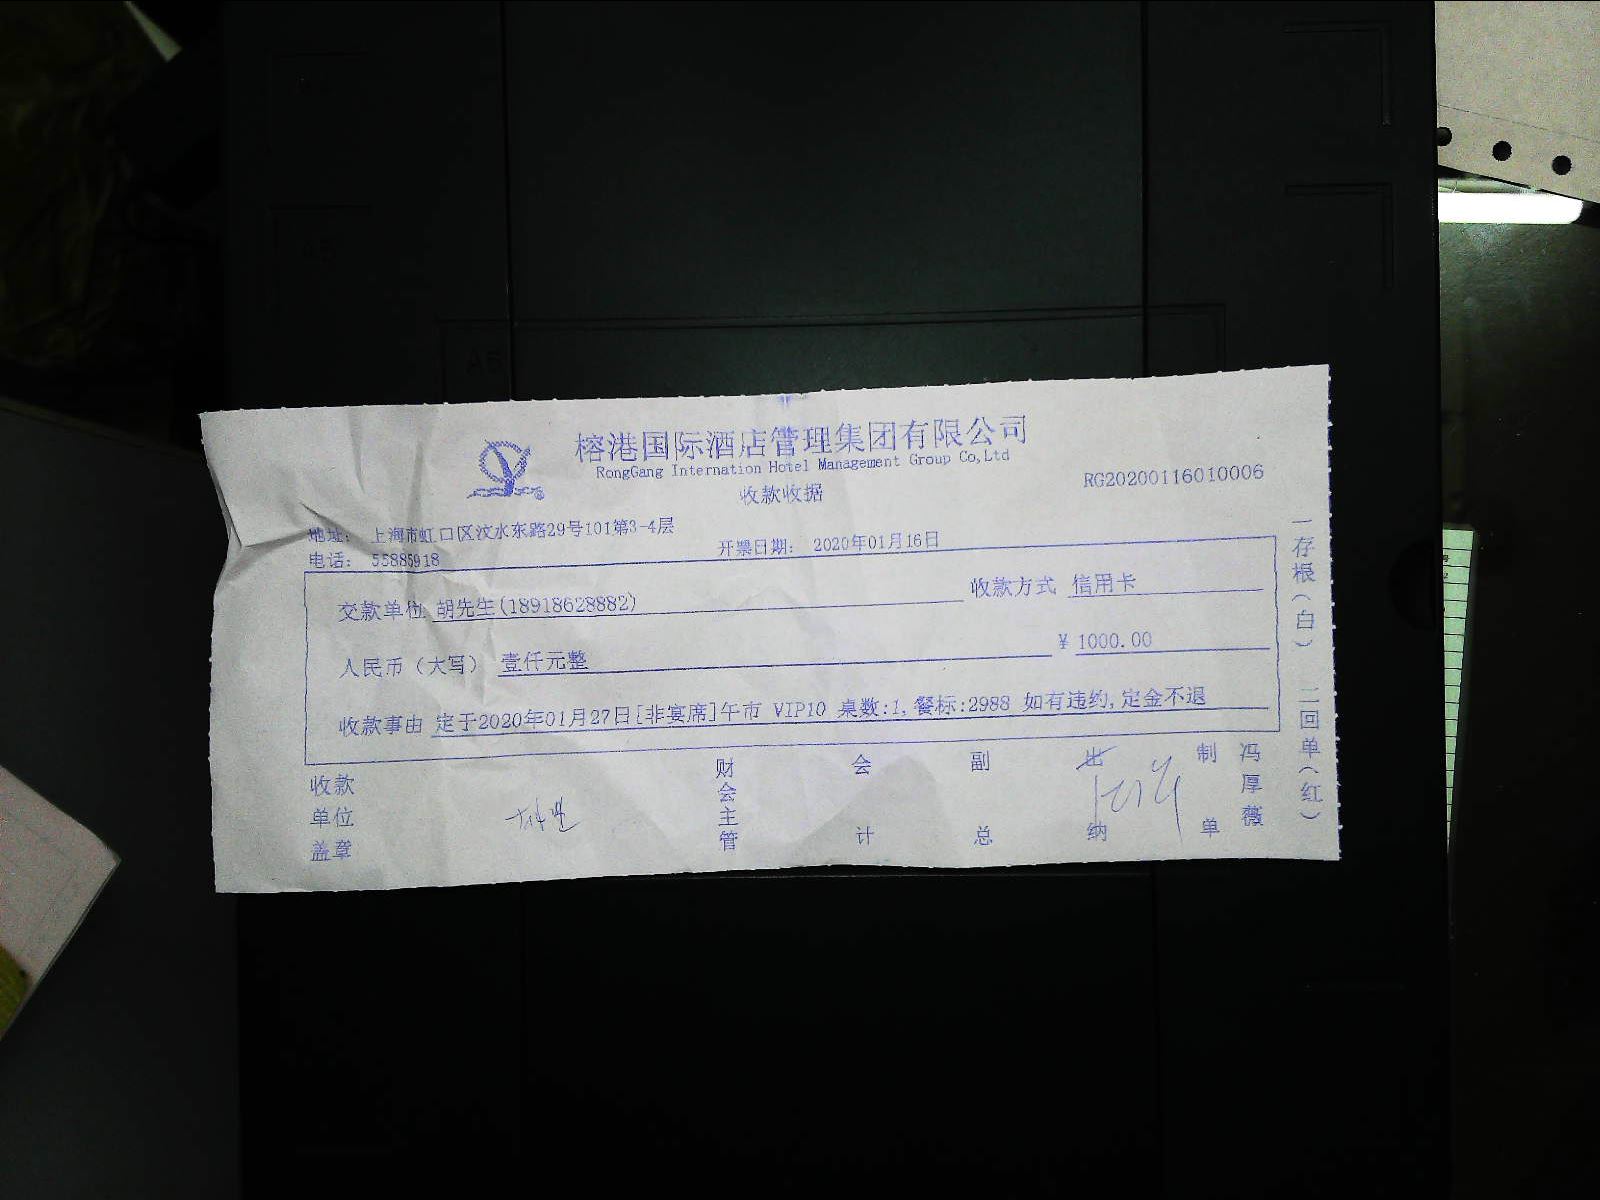 榕港国际酒店管理集团有限公司
RongGang Internation Hotel Management Group Co,Ltd
收款收据
RG20200116010006
地址: 上海市虹口区汶水东路29号101第3-4层
电话: 55885918
开票日期: 2020年01月16日
交款单位 胡先生(18918628882)
收款方式 信用卡
人民币(大写) 壹仟元整
¥ 1000.00
收款事由 定于2020年01月27日[非宴席]午市 VIP10 桌数:1,餐标:2988 如有违约,定金不退
收款单位盖章
财会主管
会计
副总
出纳
制单
冯厚薇
一存根(白) 二回单(红)
A5